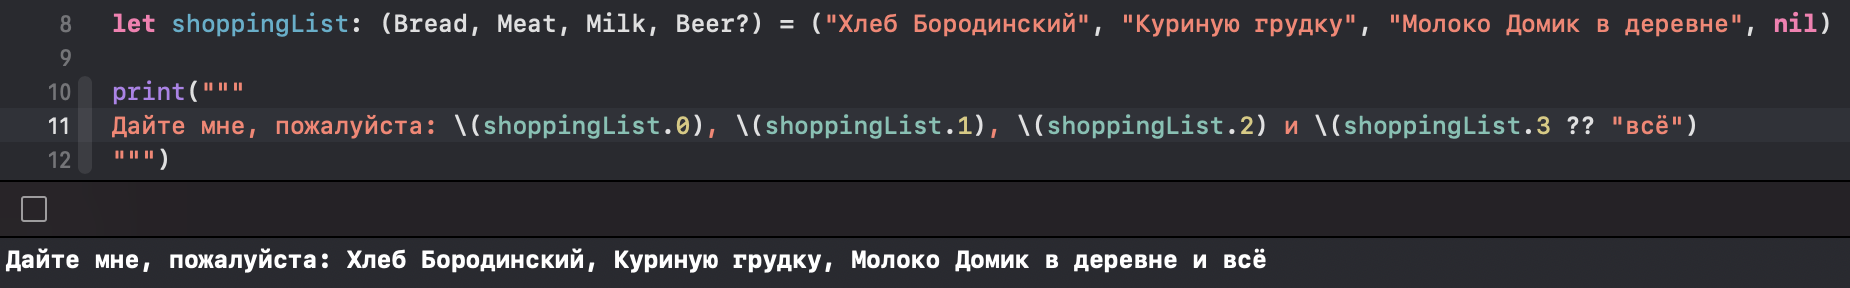 8 let shoppingList: (Bread, Meat, Milk, Beer?) = ("Хлеб Бородинский", "Куриную грудку", "Молоко Домик в деревне", nil)
9
10 print("""
11 Дайте мне, пожалуйста: \(shoppingList.0), \(shoppingList.1), \(shoppingList.2) и \(shoppingList.3 ?? "всё")
12 """)
Дайте мне, пожалуйста: Хлеб Бородинский, Куриную грудку, Молоко Домик в деревне и всё